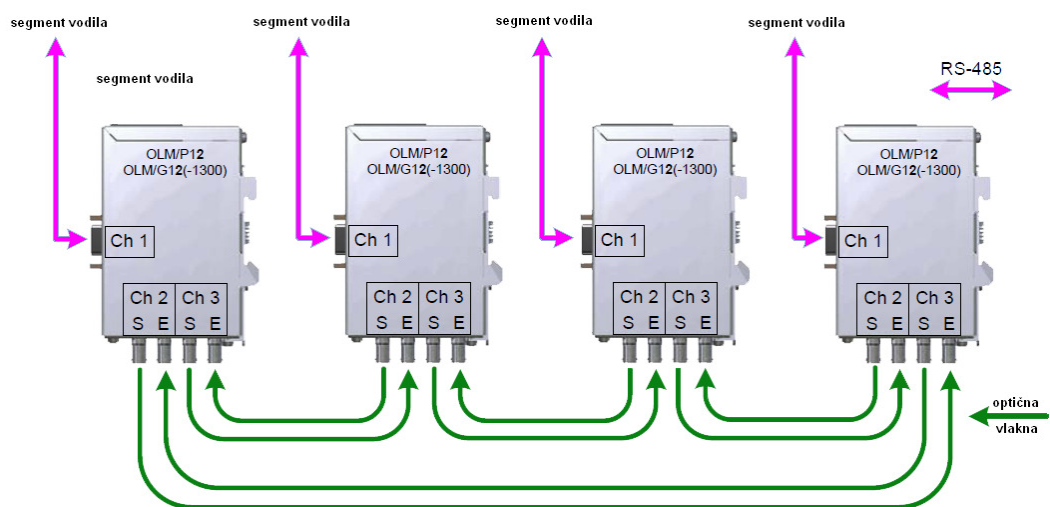 segment vodila
segment vodila
segment vodila
segment vodila
segment vodila
RS-485
OLM/P12
OLM/G12(-1300)
OLM/P12
OLM/G12(-1300)
OLM/P12
OLM/G12(-1300)
OLM/P12
OLM/G12(-1300)
Ch 1
Ch 1
Ch 1
Ch 1
Ch 2 Ch 3
S E S E
Ch 2 Ch 3
S E S E
Ch 2 Ch 3
S E S E
Ch 2 Ch 3
S E S E
optična
vlakna